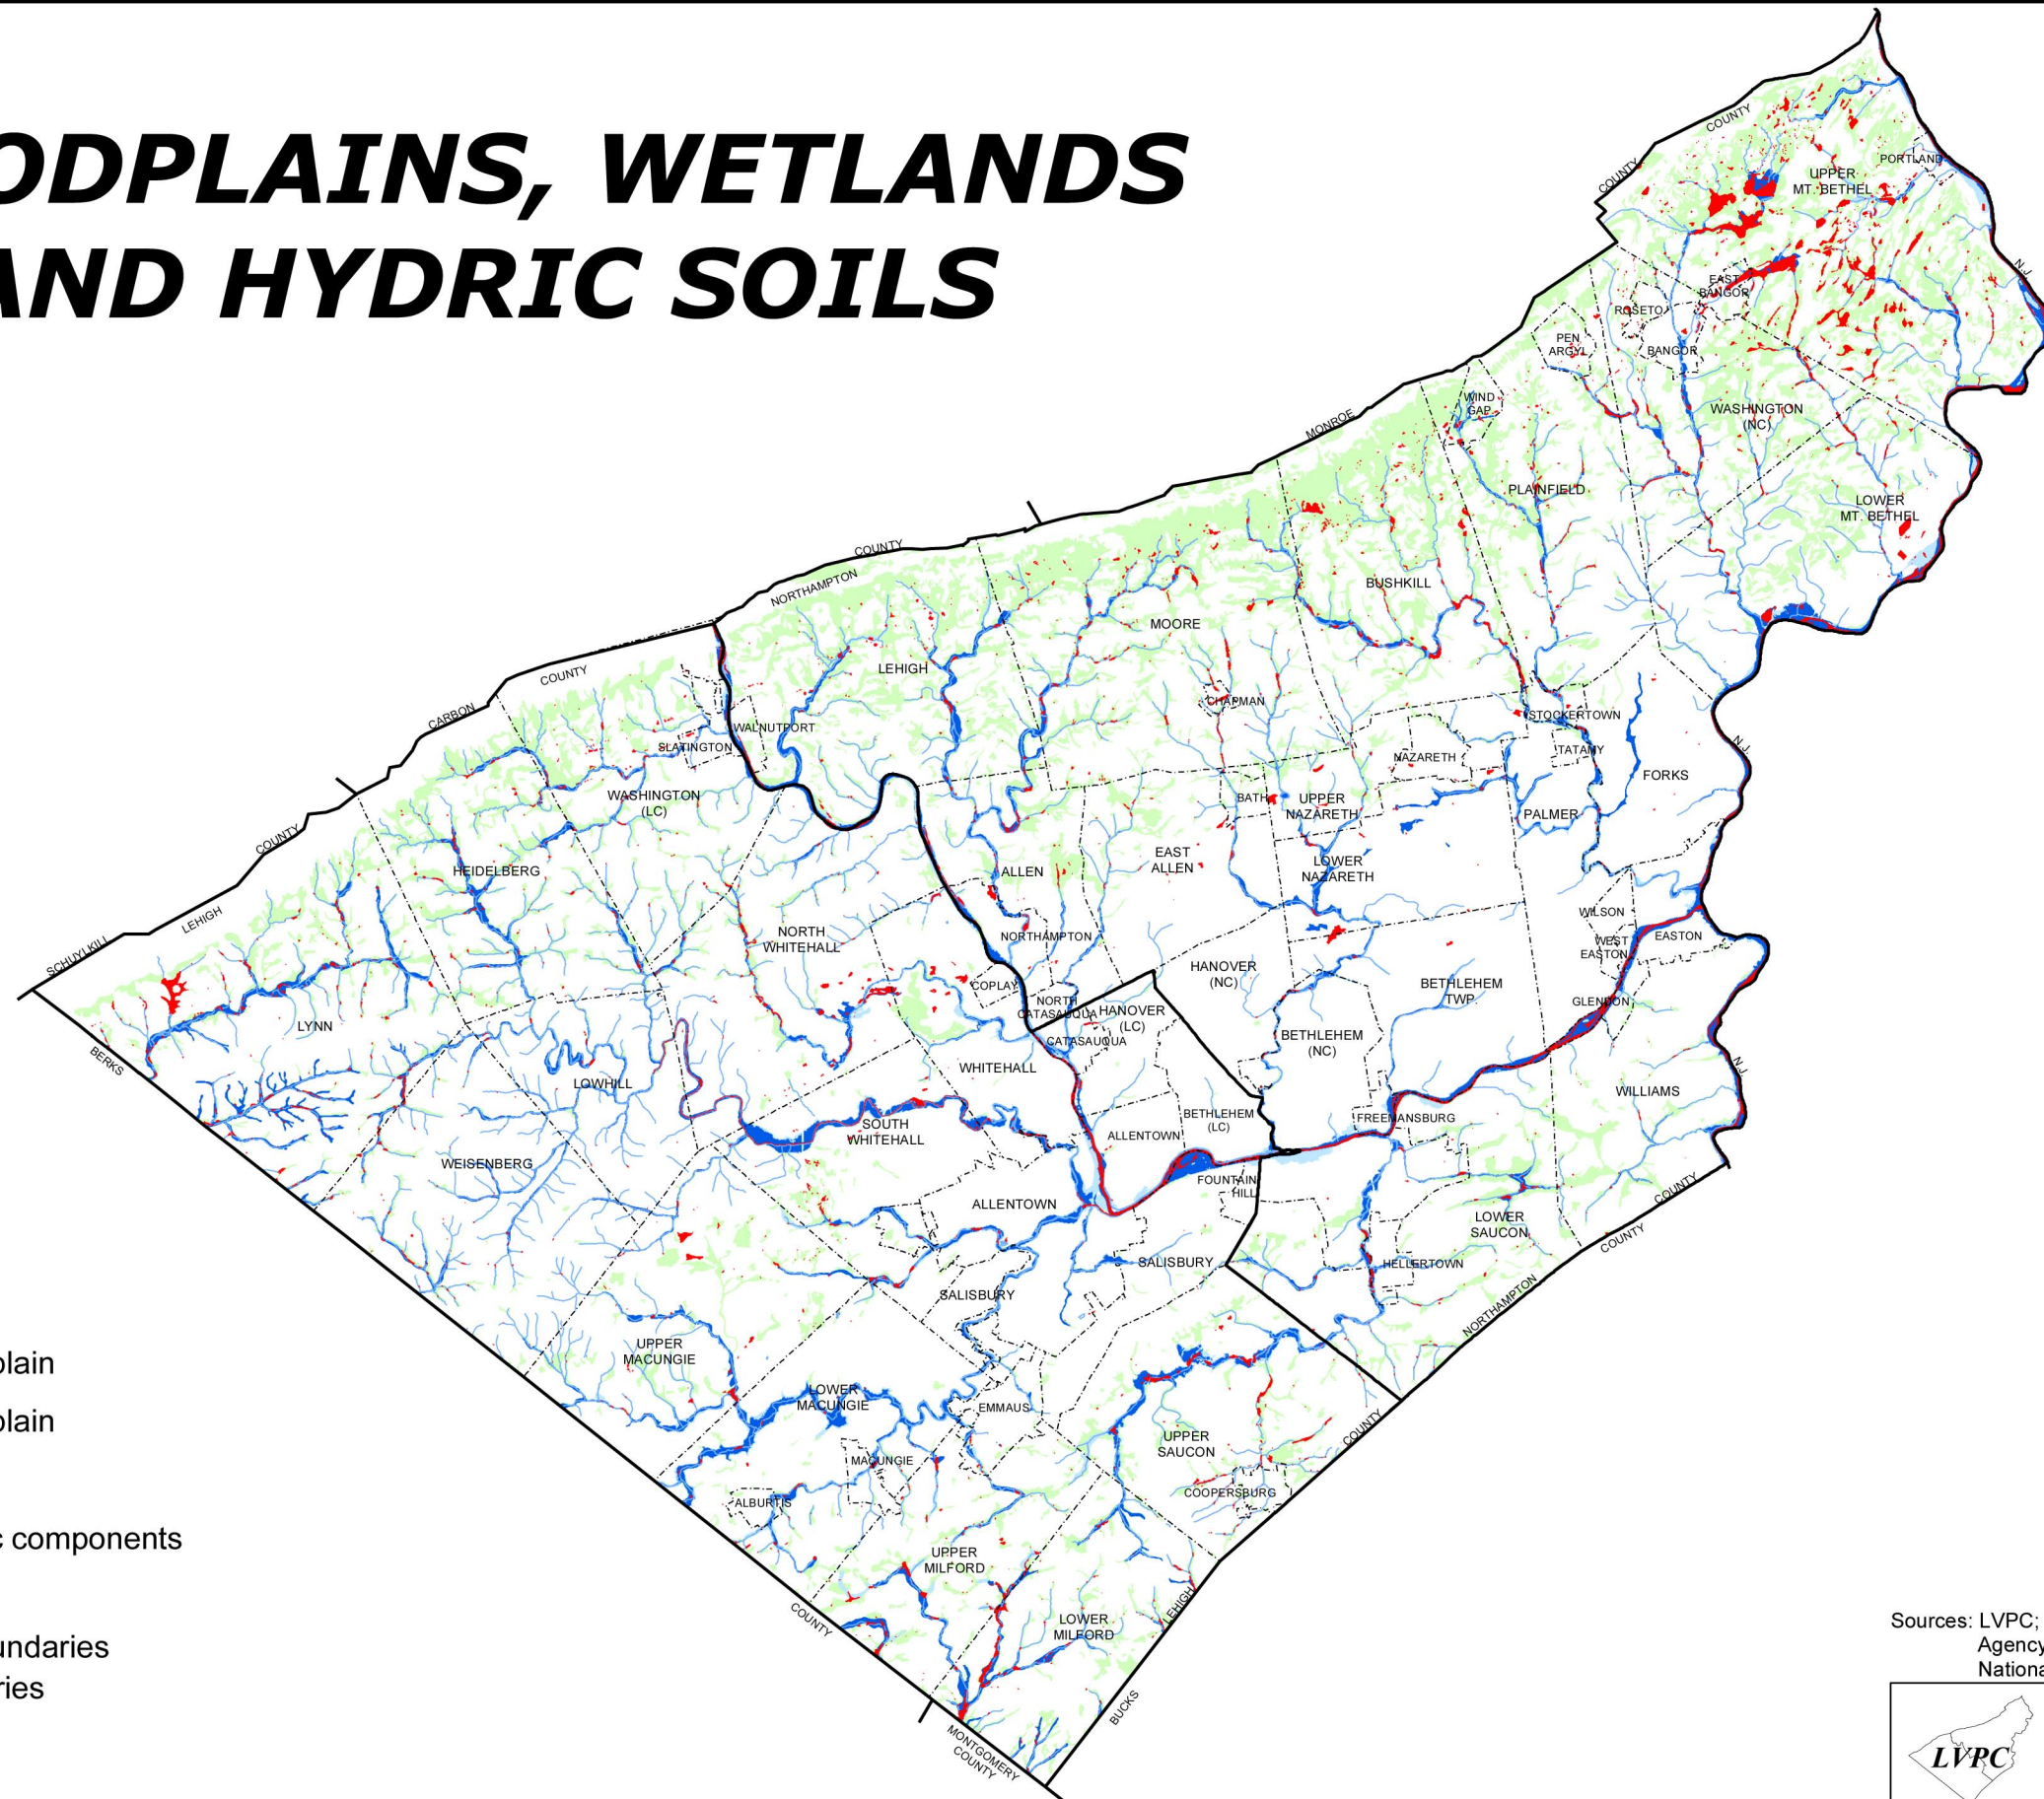 ODPLAINS, WETLANDS
AND HYDRIC SOILS
COUNTY
COUNTY
PORTLAND
UPPER
MT. BETHEL
N.J.
EAST
BANGOR
ROSETO
PEN
ARGYL
BANGOR
WIND
GAP
WASHINGTON
(NC)
MONROE
PLAINFIELD
LOWER
MT. BETHEL
COUNTY
NORTHAMPTON
BUSHKILL
MOORE
LEHIGH
COUNTY
CARBON
CHAPMAN
WALNUTPORT
SLATINGTON
STOCKERTOWN
TATAMY
NAZARETH
N.J.
FORKS
WASHINGTON
(LC)
BATH
UPPER
NAZARETH
PALMER
COUNTY
HEIDELBERG
ALLEN
EAST
ALLEN
LOWER
NAZARETH
LEHIGH
SCHUYLKILL
NORTH
WHITEHALL
NORTHAMPTON
WILSON
WEST
EASTON
EASTON
COPLAY
HANOVER
(NC)
BETHLEHEM
TWP.
GLENDON
NORTH
CATASAUQUA
HANOVER
(LC)
LYNN
CATASAUQUA
BETHLEHEM
(NC)
BERKS
LOWHILL
WHITEHALL
WILLIAMS
N.J.
SOUTH
WHITEHALL
ALLENTOWN
BETHLEHEM
(LC)
FREEMANSBURG
WEISENBERG
FOUNTAIN
HILL
ALLENTOWN
LOWER
SAUCON
COUNTY
COUNTY
SALISBURY
HELLERTOWN
SALISBURY
NORTHAMPTON
UPPER
MACUNGIE
LOWER
MACUNGIE
EMMAUS
UPPER
SAUCON
COUNTY
MACUNGIE
ALBURTIS
COOPERSBURG
UPPER
MILFORD
LOWER
MILFORD
LEHIGH
COUNTY
BUCKS
MONTGOMERY
COUNTY
plain
plain
c components
undaries
ries
Sources: LVPC;
Agency
Nationa
LVPC